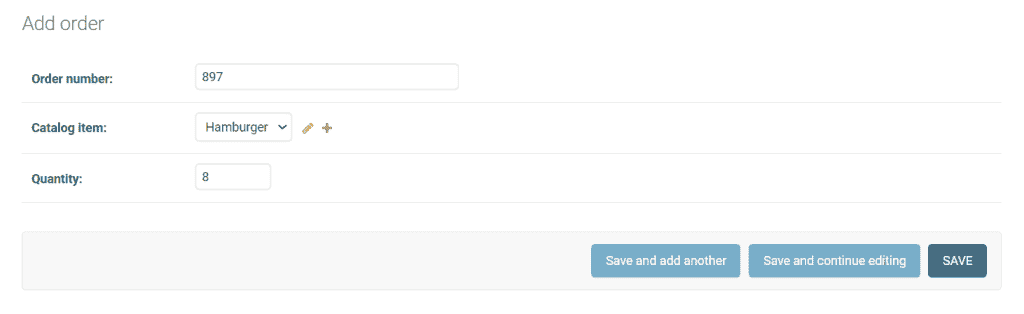 Add order
Order number: 897
Catalog item: Hamburger
Quantity: 8
Save and add another Save and continue editing SAVE